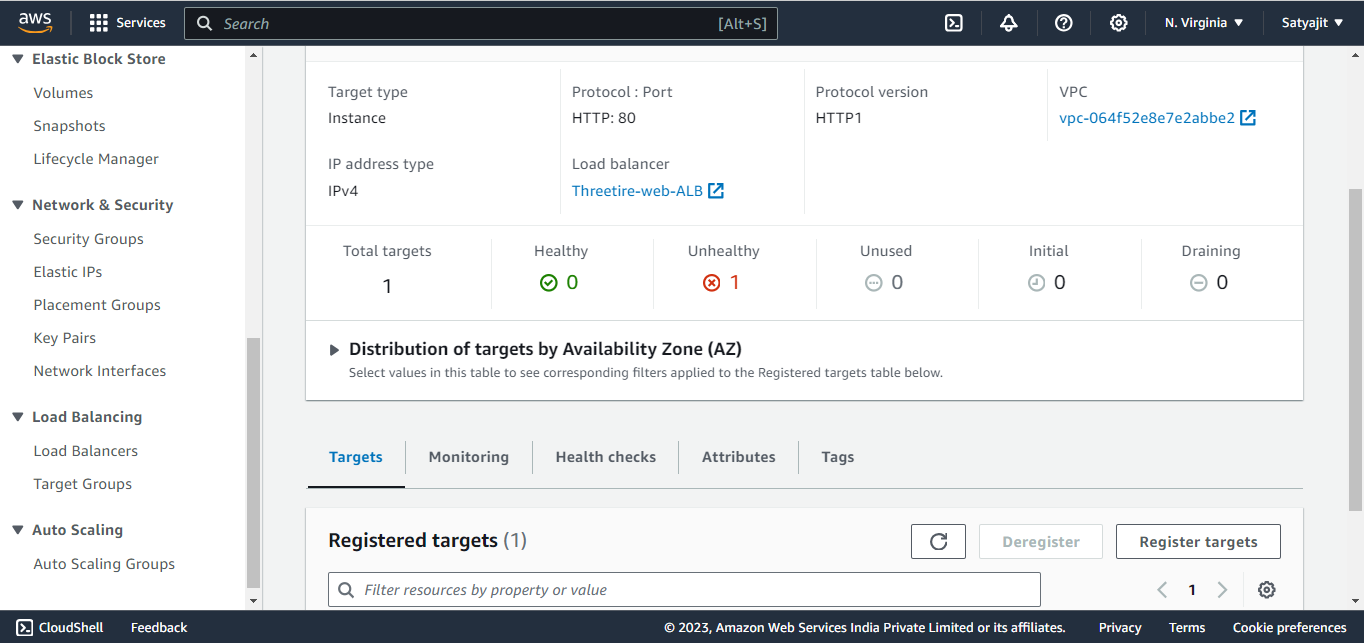 aws
Services
Search
[Alt+S]
N. Virginia
Satyajit
Elastic Block Store
Volumes
Snapshots
Lifecycle Manager
Network & Security
Security Groups
Elastic IPs
Placement Groups
Key Pairs
Network Interfaces
Load Balancing
Load Balancers
Target Groups
Auto Scaling
Auto Scaling Groups
Target type
Instance
Protocol : Port
HTTP: 80
Protocol version
HTTP1
VPC
vpc-064f52e8e7e2abbe2
IP address type
IPv4
Load balancer
Threetire-web-ALB
Total targets
1
Healthy
0
Unhealthy
1
Unused
0
Initial
0
Draining
0
Distribution of targets by Availability Zone (AZ)
Select values in this table to see corresponding filters applied to the Registered targets table below.
Targets
Monitoring
Health checks
Attributes
Tags
Registered targets (1)
Deregister
Register targets
Filter resources by property or value
1
CloudShell
Feedback
© 2023, Amazon Web Services India Private Limited or its affiliates.
Privacy
Terms
Cookie preferences